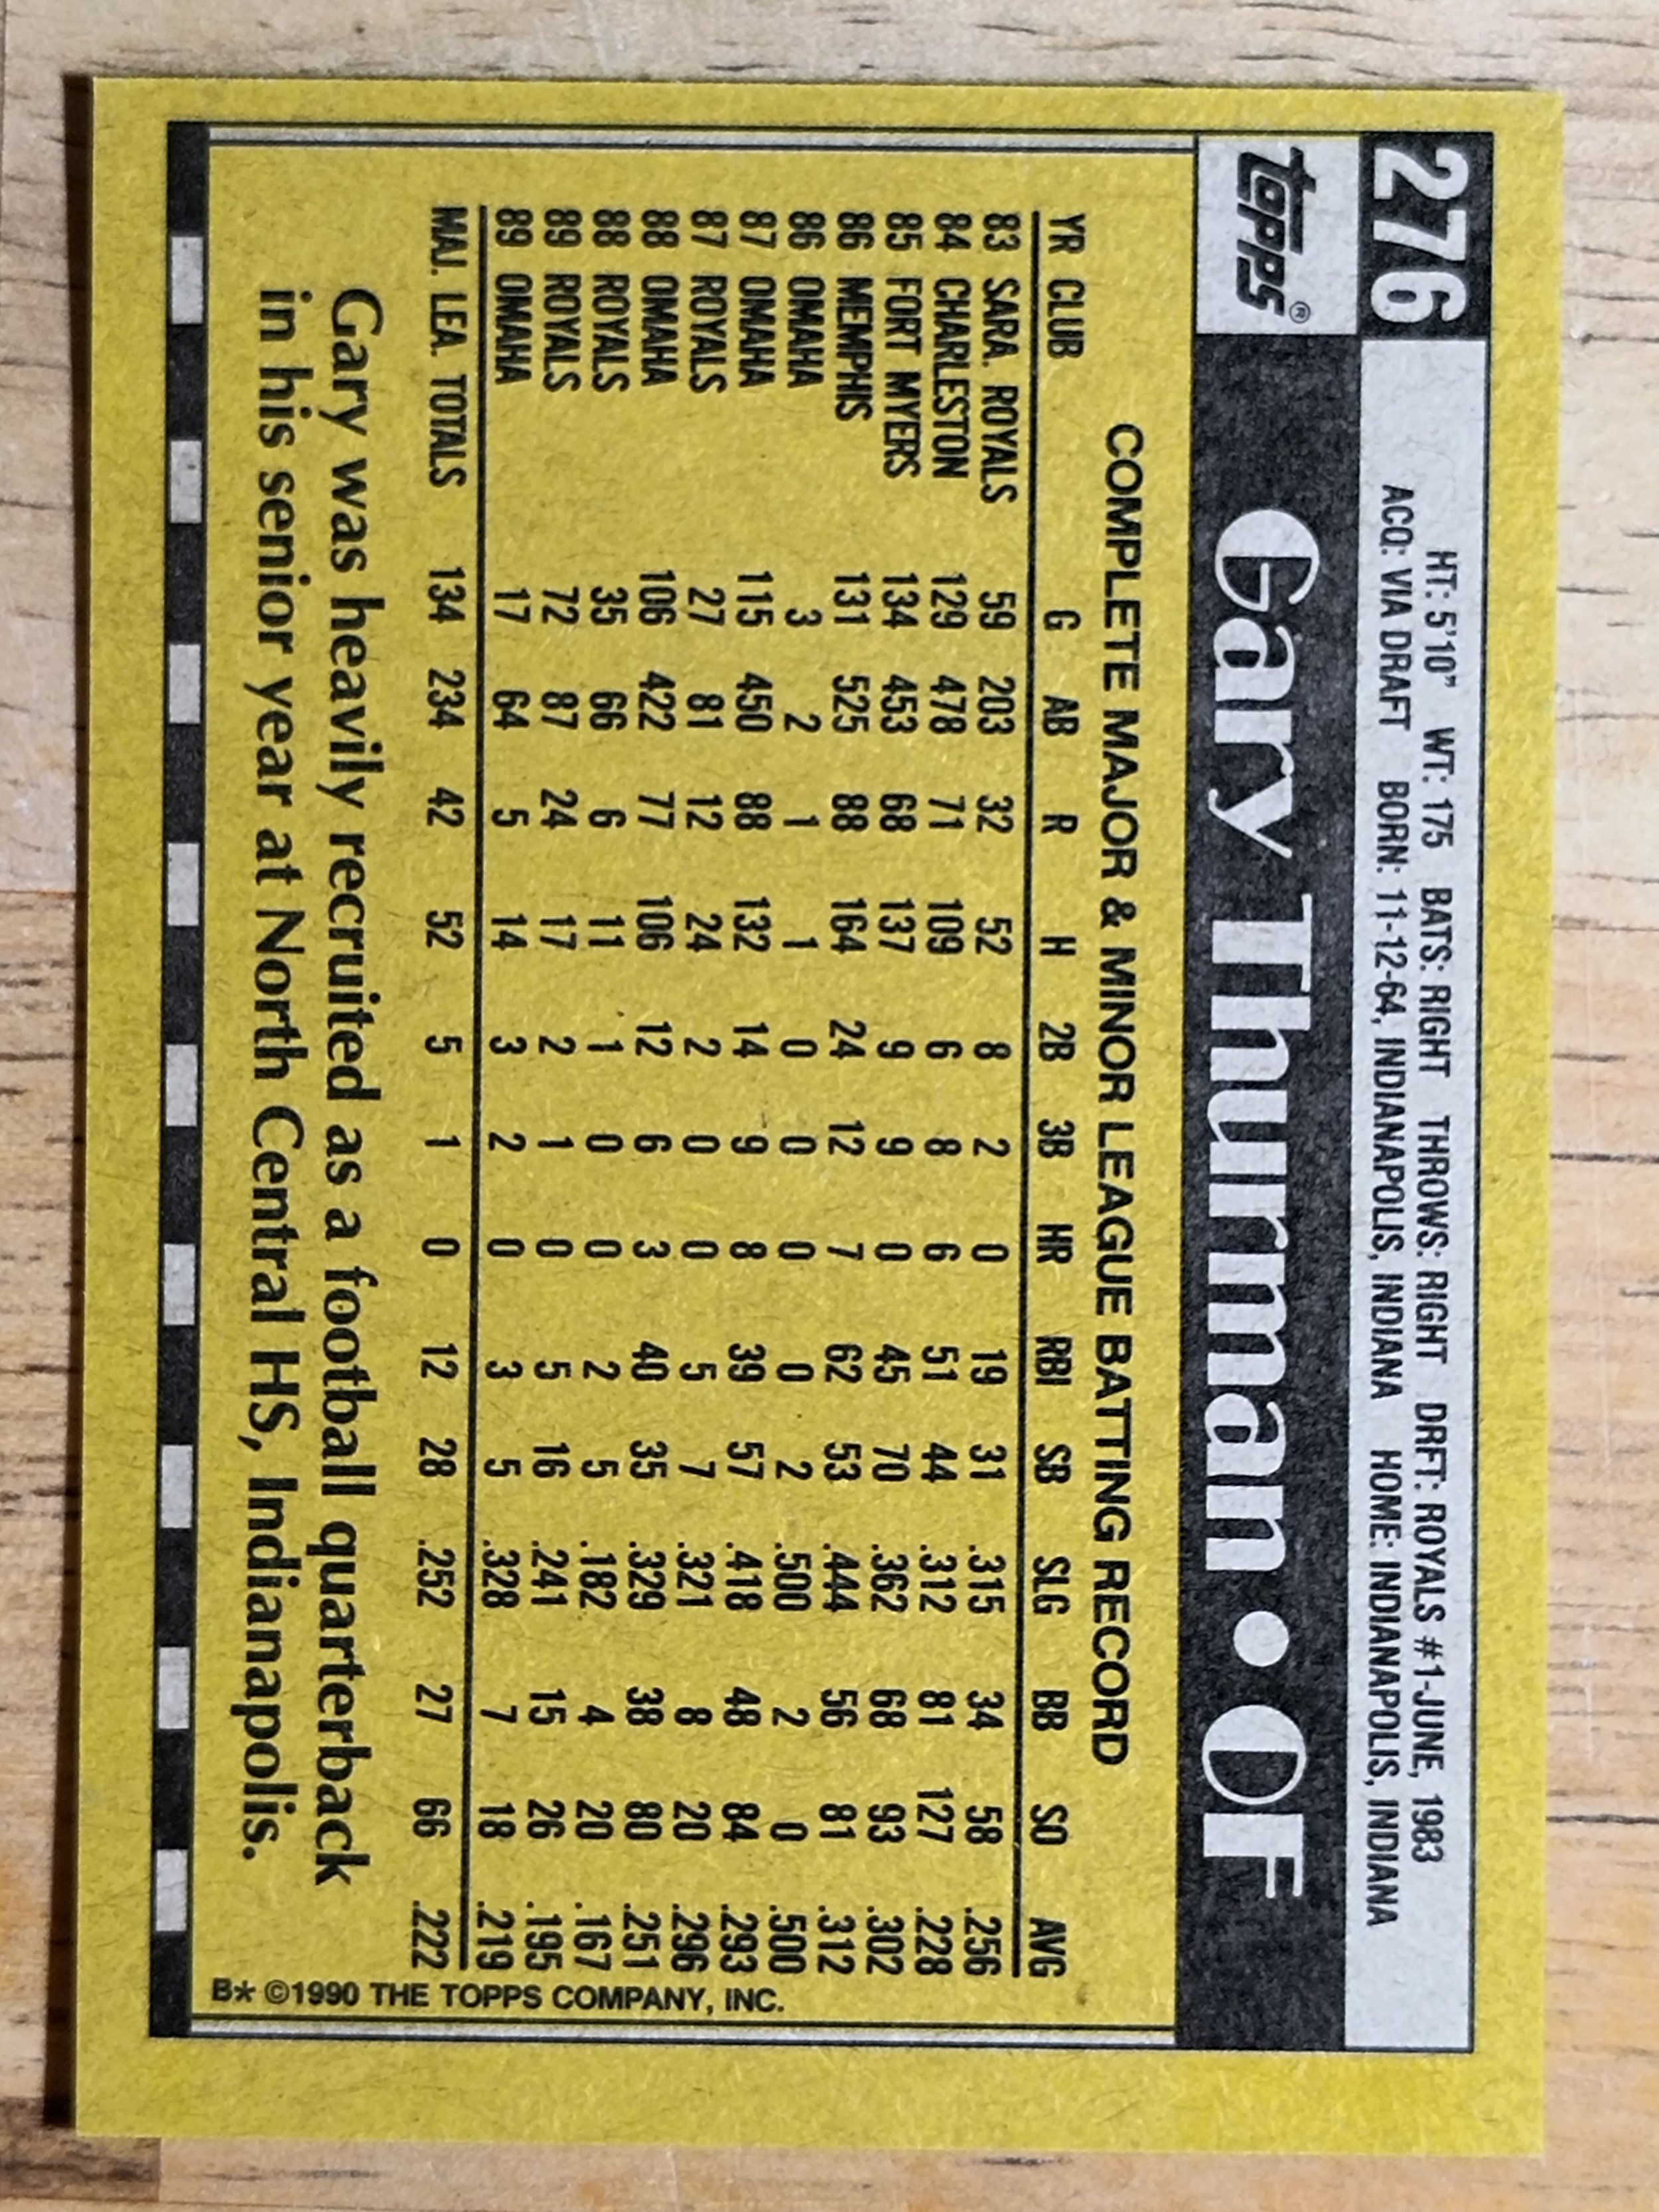 276 HT: 5'10" WT: 175 BATS: RIGHT THROWS: RIGHT DRFT: ROYALS #1-JUNE, 1983
ACQ: VIA DRAFT BORN: 11-12-64, INDIANAPOLIS, INDIANA HOME: INDIANAPOLIS, INDIANA
TOPPS® Gary Thurman • OF
COMPLETE MAJOR & MINOR LEAGUE BATTING RECORD
YR CLUB G AB R H 2B 3B HR RBI SB SLG BB SO AVG
83 SARA. ROYALS 59 203 32 52 8 2 0 19 31 .315 34 58 .256
84 CHARLESTON 129 478 71 109 6 8 6 51 44 .312 81 127 .228
85 FORT MYERS 134 453 68 137 9 9 0 45 70 .362 68 93 .302
86 MEMPHIS 131 525 88 164 24 12 7 62 53 .444 56 81 .312
86 OMAHA 3 2 1 1 0 0 0 0 2 .500 2 0 .500
87 OMAHA 115 450 88 132 14 9 8 39 57 .418 48 84 .293
87 ROYALS 27 81 12 24 2 0 0 5 7 .321 8 20 .296
88 OMAHA 106 422 77 106 12 6 3 40 35 .329 38 80 .251
88 ROYALS 35 66 6 11 1 0 0 2 5 .182 4 20 .167
89 ROYALS 72 87 24 17 2 1 0 5 16 .241 15 26 .195
89 OMAHA 17 64 5 14 3 2 0 3 5 .328 7 18 .219
MAJ. LEA. TOTALS 134 234 42 52 5 1 0 12 28 .252 27 66 .222
Gary was heavily recruited as a football quarterback
in his senior year at North Central HS, Indianapolis.
B* ©1990 THE TOPPS COMPANY, INC.